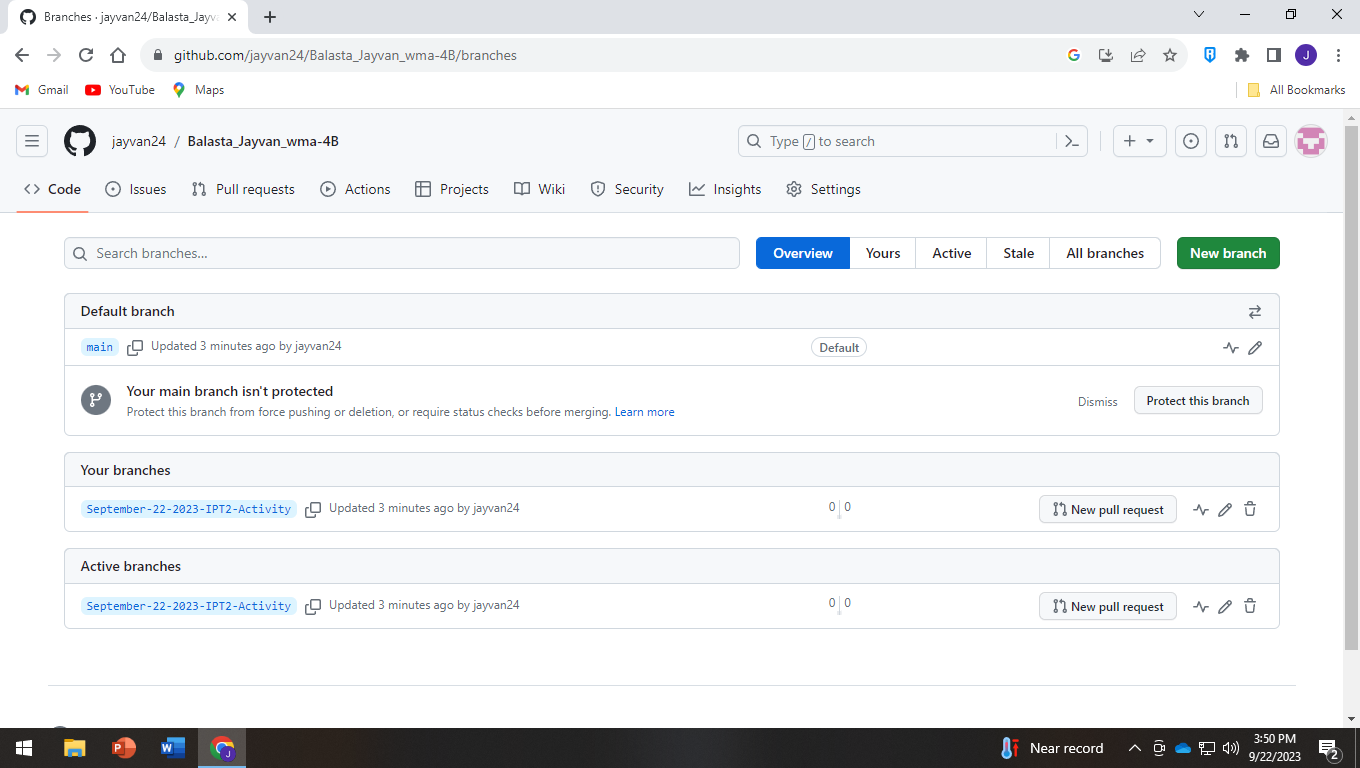 Branches · jayvan24/Balasta_Jayva
github.com/jayvan24/Balasta_Jayvan_wma-4B/branches
J
Gmail YouTube Maps All Bookmarks
jayvan24 / Balasta_Jayvan_wma-4B Type / to search
Code Issues Pull requests Actions Projects Wiki Security Insights Settings
Search branches... Overview Yours Active Stale All branches New branch
Default branch
main Updated 3 minutes ago by jayvan24 Default
Your main branch isn't protected
Protect this branch from force pushing or deletion, or require status checks before merging. Learn more Dismiss Protect this branch
Your branches
September-22-2023-IPT2-Activity Updated 3 minutes ago by jayvan24 0 0 New pull request
Active branches
September-22-2023-IPT2-Activity Updated 3 minutes ago by jayvan24 0 0 New pull request
Near record 3:50 PM
9/22/2023 2